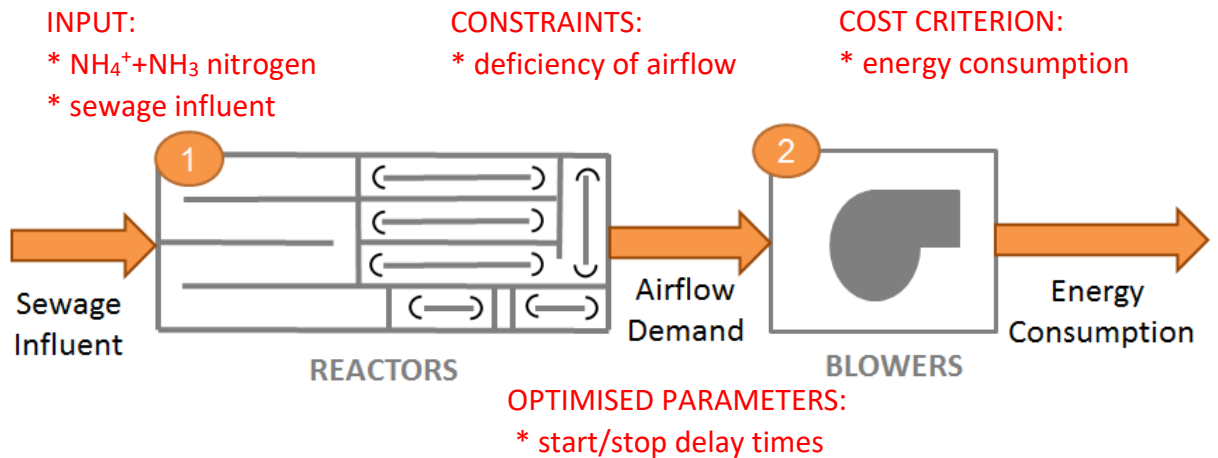 INPUT:
* NH₄⁺+NH₃ nitrogen
* sewage influent
CONSTRAINTS:
* deficiency of airflow
COST CRITERION:
* energy consumption
1
2
Sewage
Influent
REACTORS
Airflow
Demand
BLOWERS
Energy
Consumption
OPTIMISED PARAMETERS:
* start/stop delay times